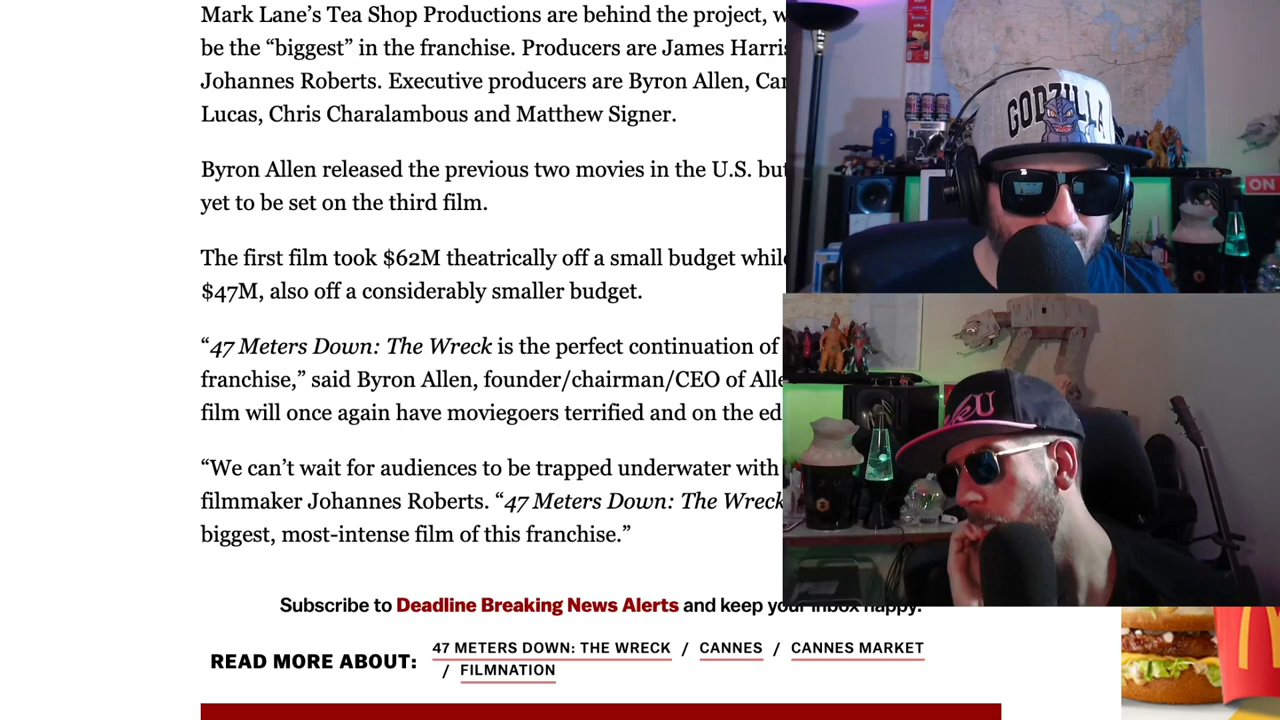 Mark Lane’s Tea Shop Productions are behind the project,
be the “biggest” in the franchise. Producers are James Harris
Johannes Roberts. Executive producers are Byron Allen,
Lucas, Chris Charalambous and Matthew Signer.
Byron Allen released the previous two movies in the U.S. but
yet to be set on the third film.
The first film took $62M theatrically off a small budget while
$47M, also off a considerably smaller budget.
“47 Meters Down: The Wreck is the perfect continuation of
franchise,” said Byron Allen, founder/chairman/CEO of
film will once again have moviegoers terrified and on the
“We can’t wait for audiences to be trapped underwater with
filmmaker Johannes Roberts. “47 Meters Down: The Wreck
biggest, most-intense film of this franchise.”
Subscribe to Deadline Breaking News Alerts and keep your inbox happy.
READ MORE ABOUT:
47 METERS DOWN: THE WRECK / CANNES / CANNES MARKET
/ FILMNATION
GODZILLA
ON